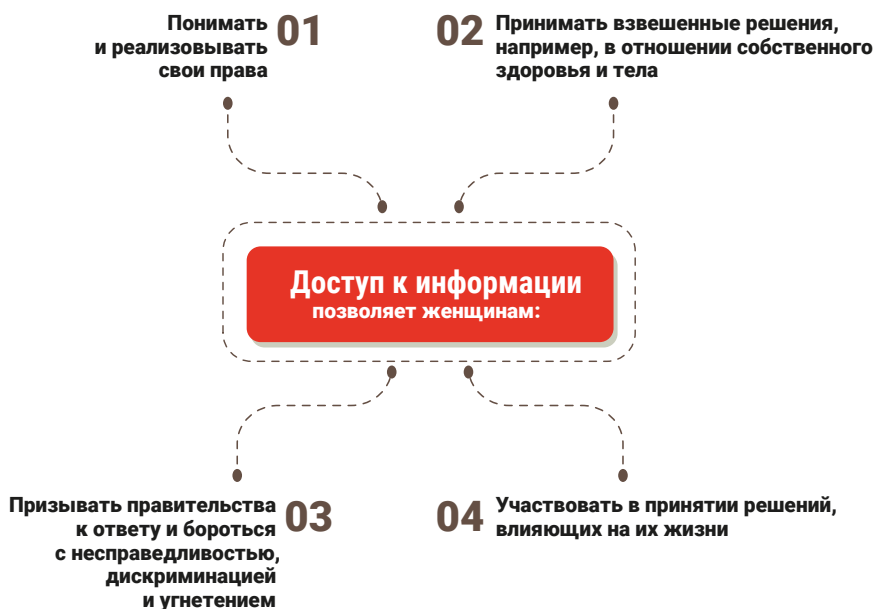 Понимать
и реализовывать
свои права
01
02
Принимать взвешенные решения,
например, в отношении собственного
здоровья и тела
Доступ к информации
позволяет женщинам:
Призывать правительства
к ответу и бороться
с несправедливостью,
дискриминацией
и угнетением
03
04
Участвовать в принятии решений,
влияющих на их жизни